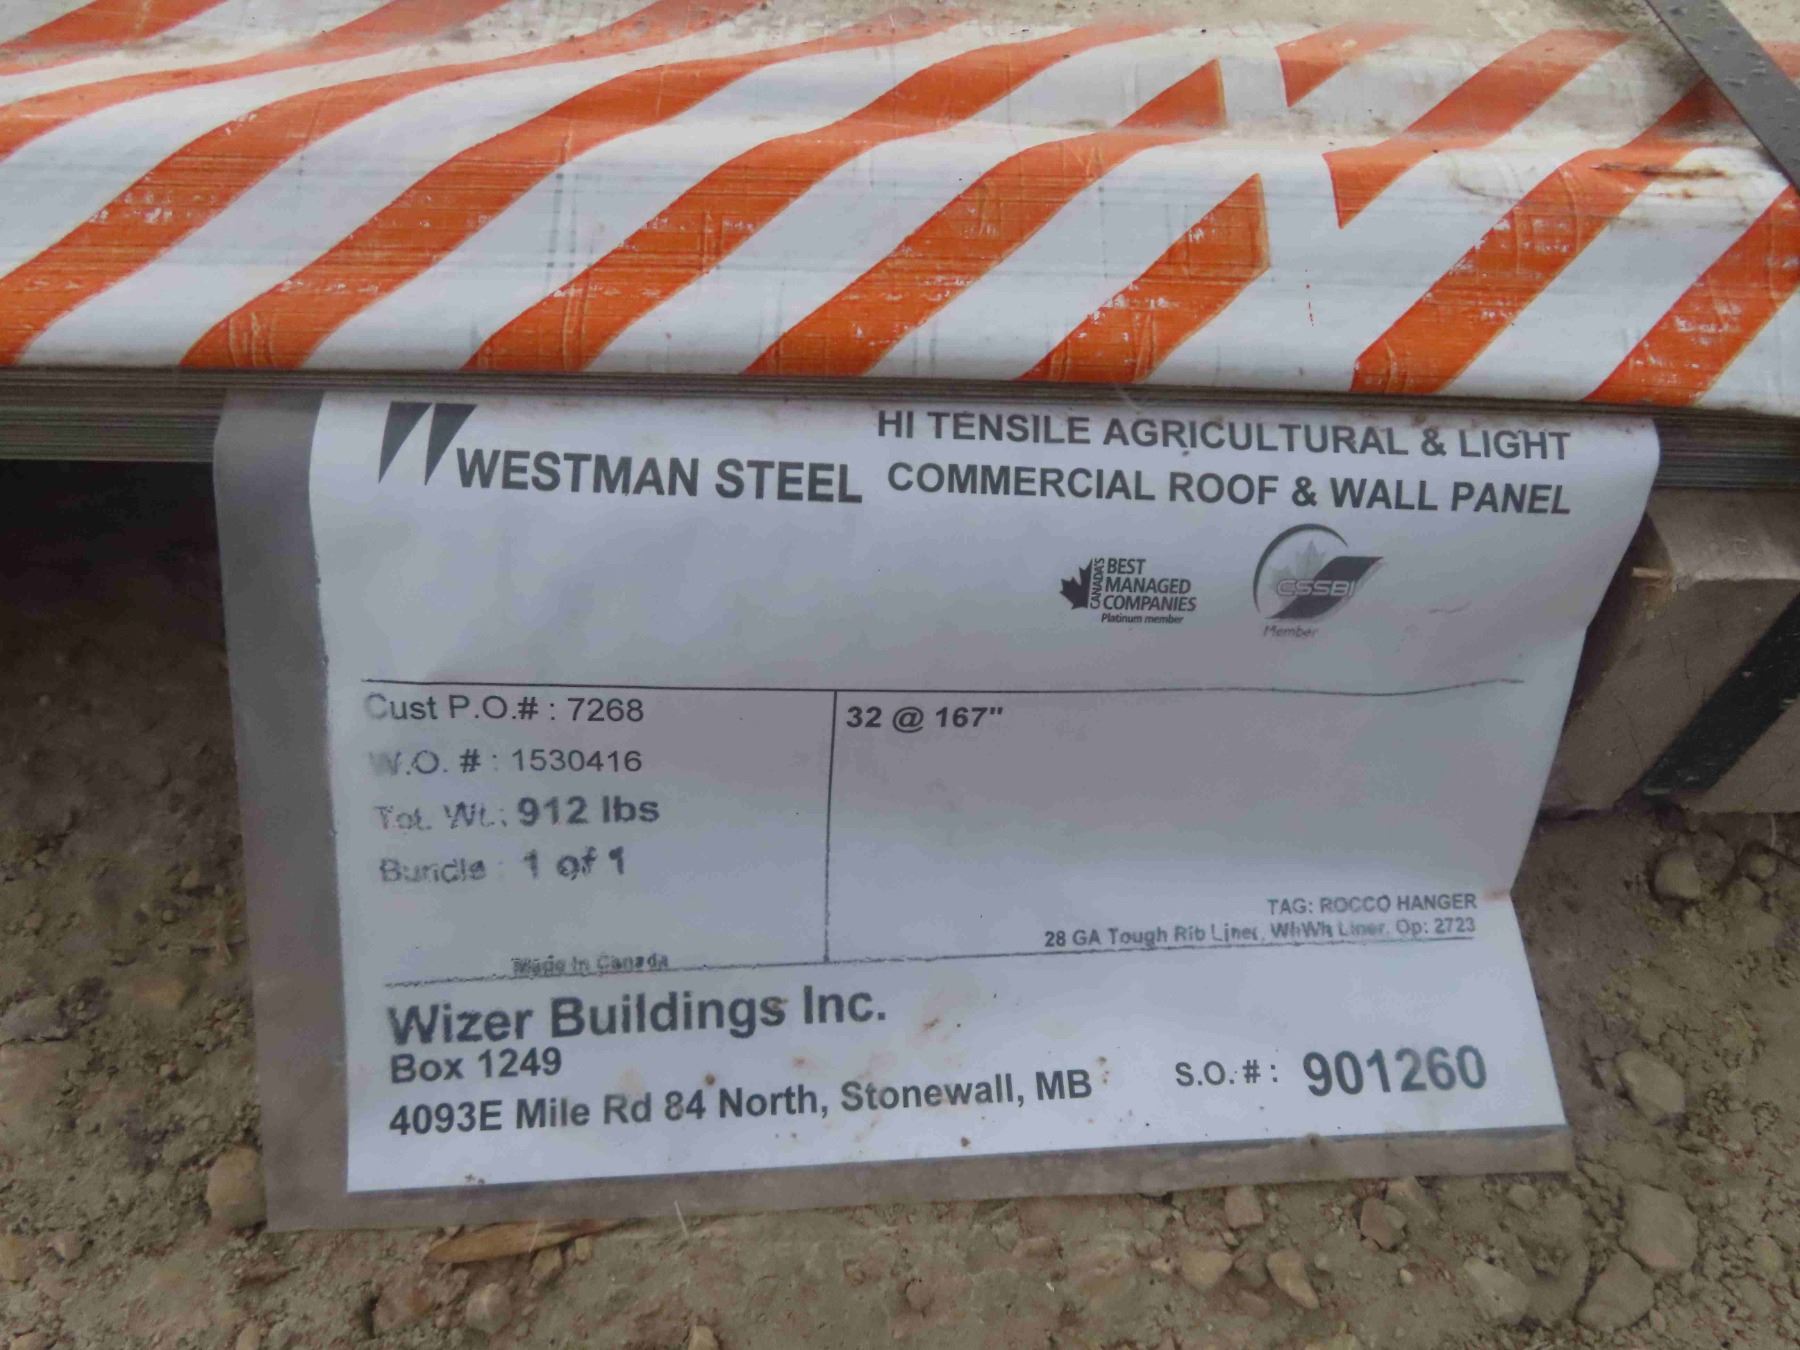 WESTMAN STEEL
HI TENSILE AGRICULTURAL & LIGHT
COMMERCIAL ROOF & WALL PANEL
CANADA'S
BEST
MANAGED
COMPANIES
Platinum member
CSSBI
Member
Cust P.O.# : 7268
W.O. # : 1530416
Tot. Wt.: 912 lbs
Bundle : 1 of 1
32 @ 167"
TAG: ROCCO HANGER
28 GA Tough Rib Liner, WhWh Liner, Op: 2723
Made In Canada
Wizer Buildings Inc.
Box 1249
4093E Mile Rd 84 North, Stonewall, MB
S.O. # : 901260